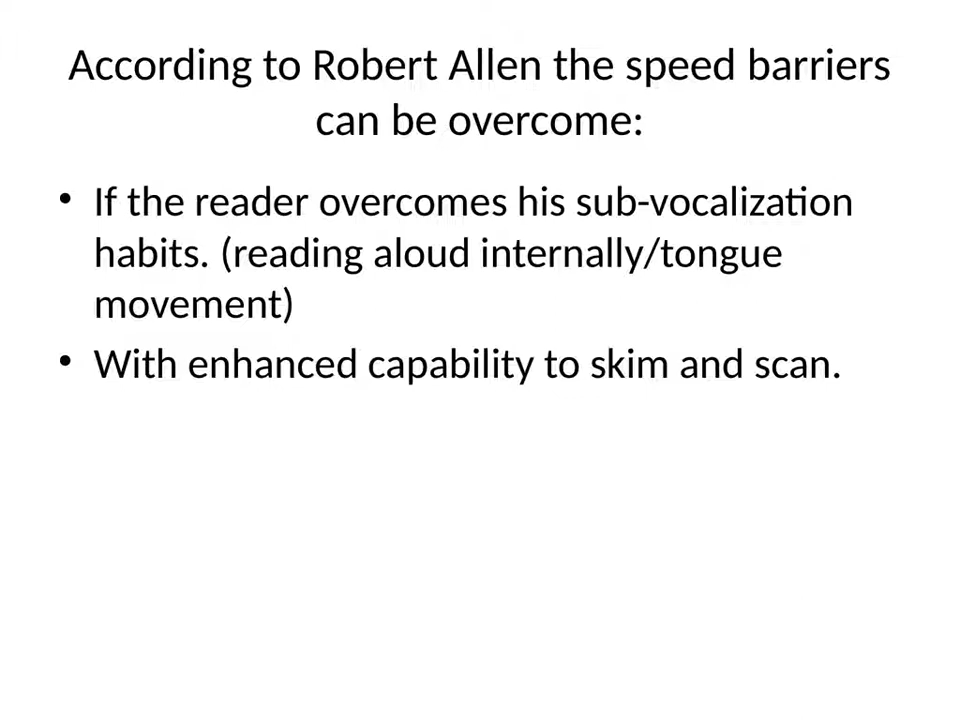 According to Robert Allen the speed barriers
can be overcome:
• If the reader overcomes his sub-vocalization
habits. (reading aloud internally/tongue
movement)
• With enhanced capability to skim and scan.